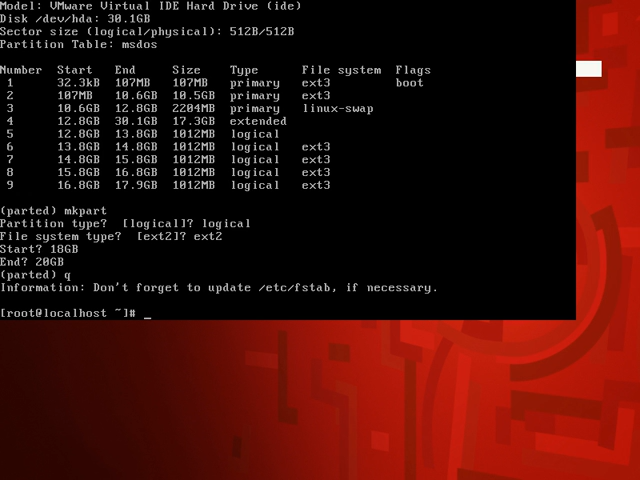 Model: VMware Virtual IDE Hard Drive (ide)
Disk /dev/hda: 30.1GB
Sector size (logical/physical): 512B/512B
Partition Table: msdos
Number Start End Size Type File system Flags
1 32.3kB 107MB 107MB primary ext3 boot
2 107MB 10.6GB 10.5GB primary ext3
3 10.6GB 12.8GB 2204MB primary linux-swap
4 12.8GB 30.1GB 17.3GB extended
5 12.8GB 13.8GB 1012MB logical
6 13.8GB 14.8GB 1012MB logical ext3
7 14.8GB 15.8GB 1012MB logical ext3
8 15.8GB 16.8GB 1012MB logical ext3
9 16.8GB 17.9GB 1012MB logical ext3
(parted) mkpart
Partition type? [logical]? logical
File system type? [ext2]? ext2
Start? 18GB
End? 20GB
(parted) q
Information: Don't forget to update /etc/fstab, if necessary.
[root@localhost ~]# _